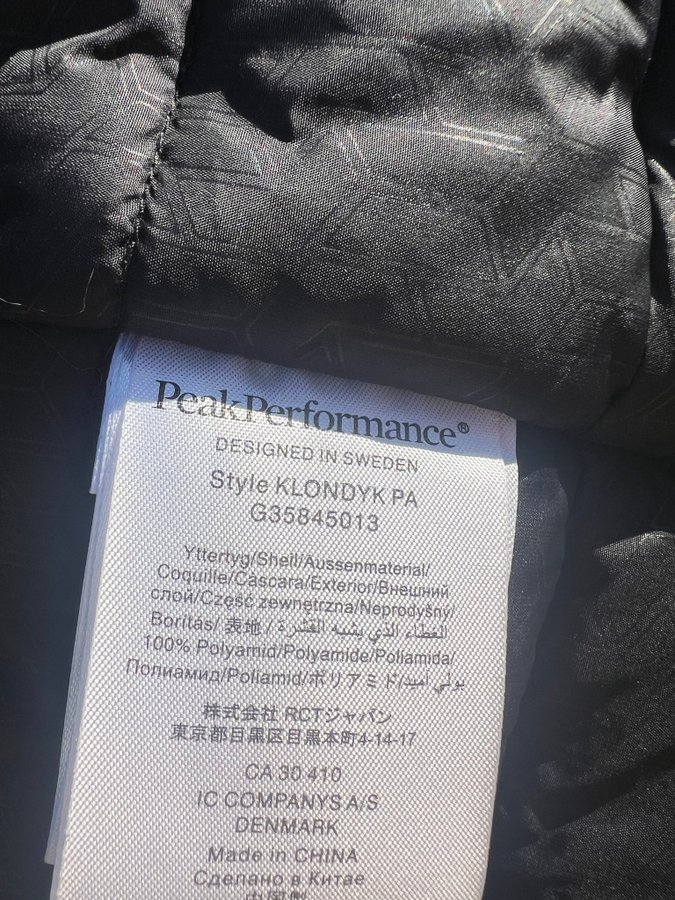 PeakPerformance®
DESIGNED IN SWEDEN
Style KLONDYK PA
G35845013
Yttertyg/Shell/Aussenmaterial/
Coquille/Cáscara/Exterior/Внешний
слой/Część zewnętrzna/Neprodyšný/
Borítás/ 表地 / الغطاء الذي يشبه القشرة
100% Polyamid/Polyamide/Poliamida/
Полиамид/Poliamid/ポリアミド/بولي أميد
株式会社 RCTジャパン
東京都目黒区目黒本町4-14-17
CA 30 410
IC COMPANYS A/S
DENMARK
Made in CHINA
Сделано в Китае